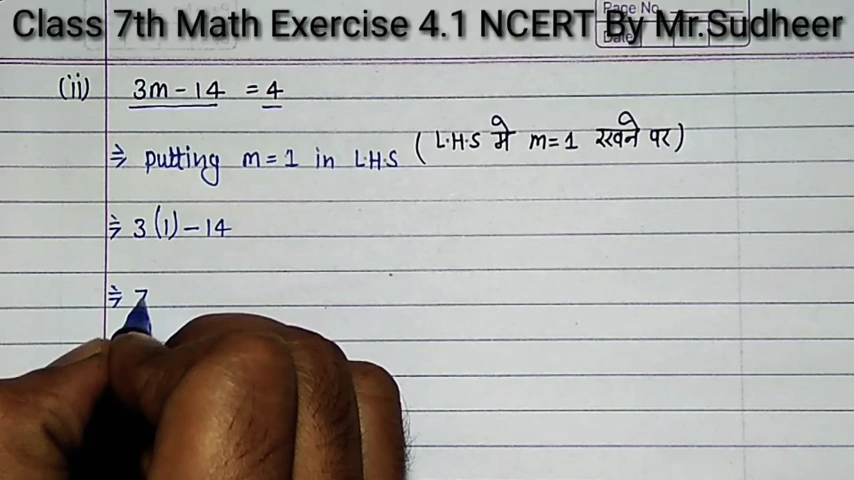 Class 7th Math Exercise 4.1 NCERT By Mr.Sudheer
Page No.
Date
(ii) 3m - 14 = 4
⇒ putting m = 1 in L.H.S (L.H.S मे m = 1 रखने पर)
⇒ 3(1) - 14
⇒